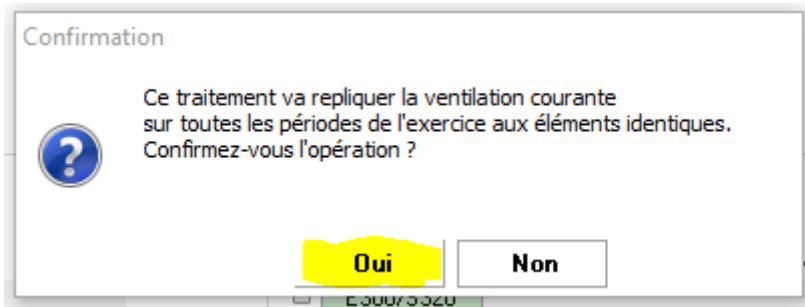 Confirmation
Ce traitement va repliquer la ventilation courante
sur toutes les périodes de l'exercice aux éléments identiques.
Confirmez-vous l'opération ?
Oui
Non